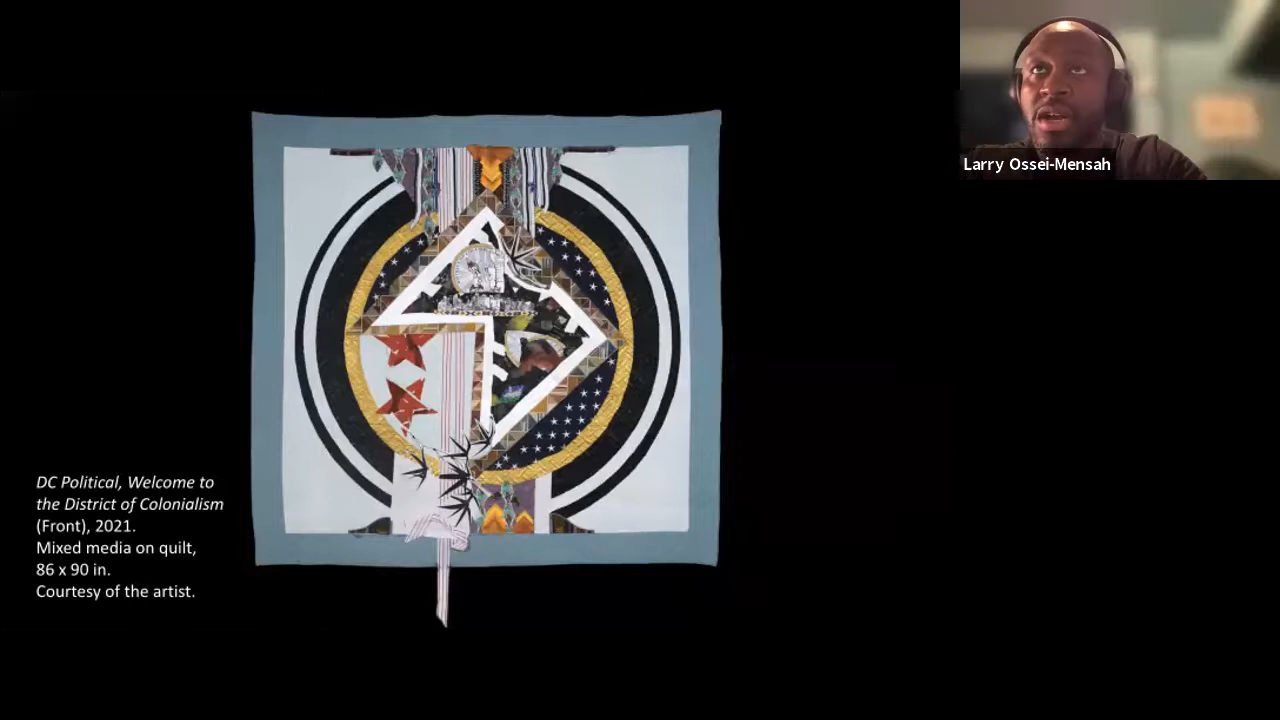 DC Political, Welcome to
the District of Colonialism
(Front), 2021.
Mixed media on quilt,
86 x 90 in.
Courtesy of the artist.
Larry Ossei-Mensah